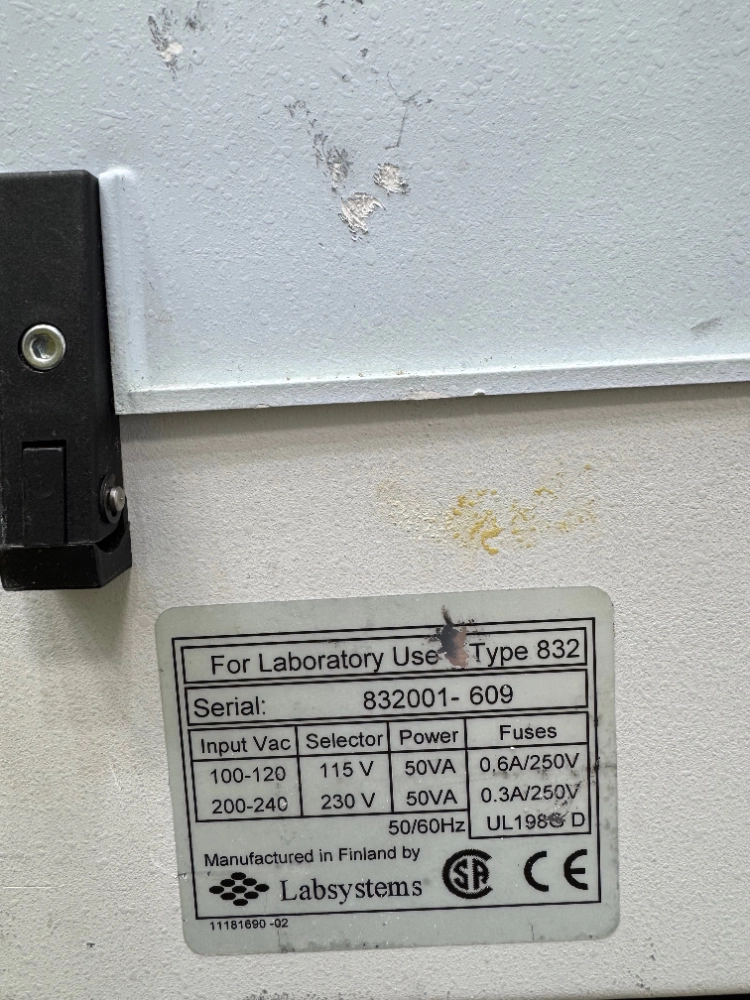 For Laboratory Use Type 832
Serial: 832001- 609
Input Vac Selector Power Fuses
100-120 115 V 50VA 0.6A/250V
200-240 230 V 50VA 0.3A/250V
50/60Hz D
Manufactured in Finland by
Labsystems SA CE
11181690-02